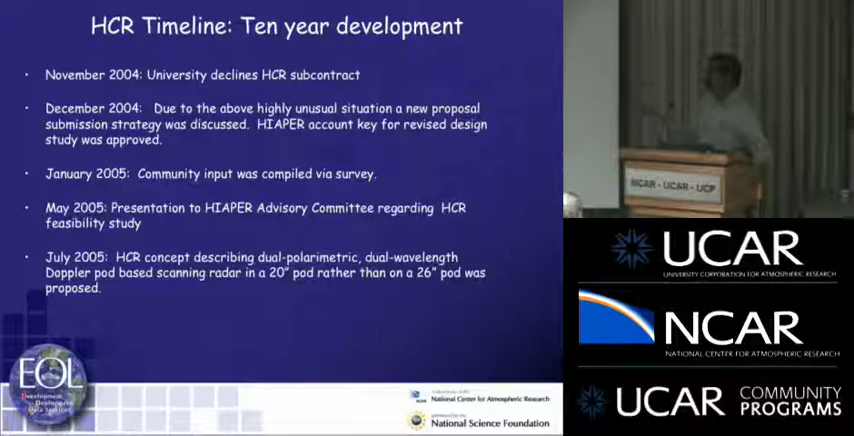 HCR Timeline: Ten year development
• November 2004: University declines HCR subcontract
• December 2004: Due to the above highly unusual situation a new proposal
submission strategy was discussed. HIAPER account key for revised design
study was approved.
• January 2005: Community input was compiled via survey.
• May 2005: Presentation to HIAPER Advisory Committee regarding HCR
feasibility study
• July 2005: HCR concept describing dual-polarimetric, dual-wavelength
Doppler pod based scanning radar in a 20" pod rather than on a 26" pod was
proposed.
EOL
Data Services
NCAR
National Center for Atmospheric Research
National Science Foundation
NCAR • UCAR • UCP
UCAR
UNIVERSITY CORPORATION FOR ATMOSPHERIC RESEARCH
NCAR
NATIONAL CENTER FOR ATMOSPHERIC RESEARCH
UCAR COMMUNITY
PROGRAMS